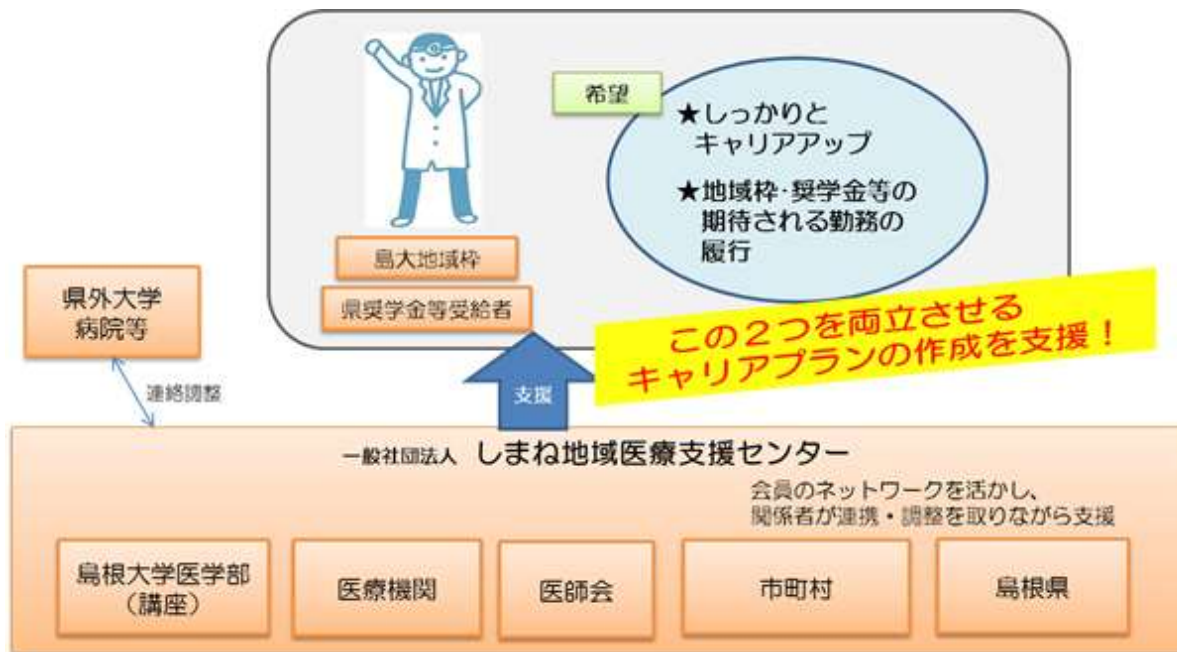 希望
★しっかりと
キャリアアップ
★地域枠・奨学金等の
期待される勤務の
履行
島大地域枠
県奨学金等受給者
この２つを両立させる
キャリアプランの作成を支援！
県外大学
病院等
連絡調整
支援
一般社団法人 しまね地域医療支援センター
会員のネットワークを活かし、
関係者が連携・調整を取りながら支援
島根大学医学部
（講座）
医療機関
医師会
市町村
島根県